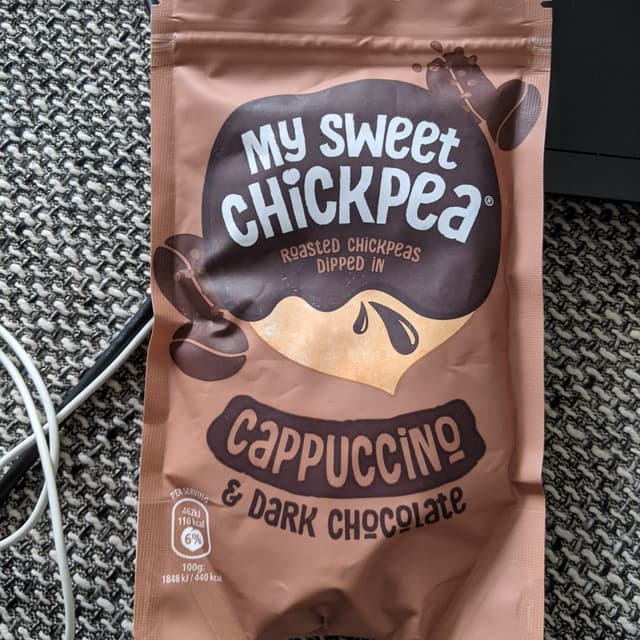 My Sweet
Chickpea®
Roasted Chickpeas
Dipped in
Cappuccino
& Dark Chocolate
PER SERVING
462kJ
110 kcal
6%
100g:
1848 kJ / 440 kcal